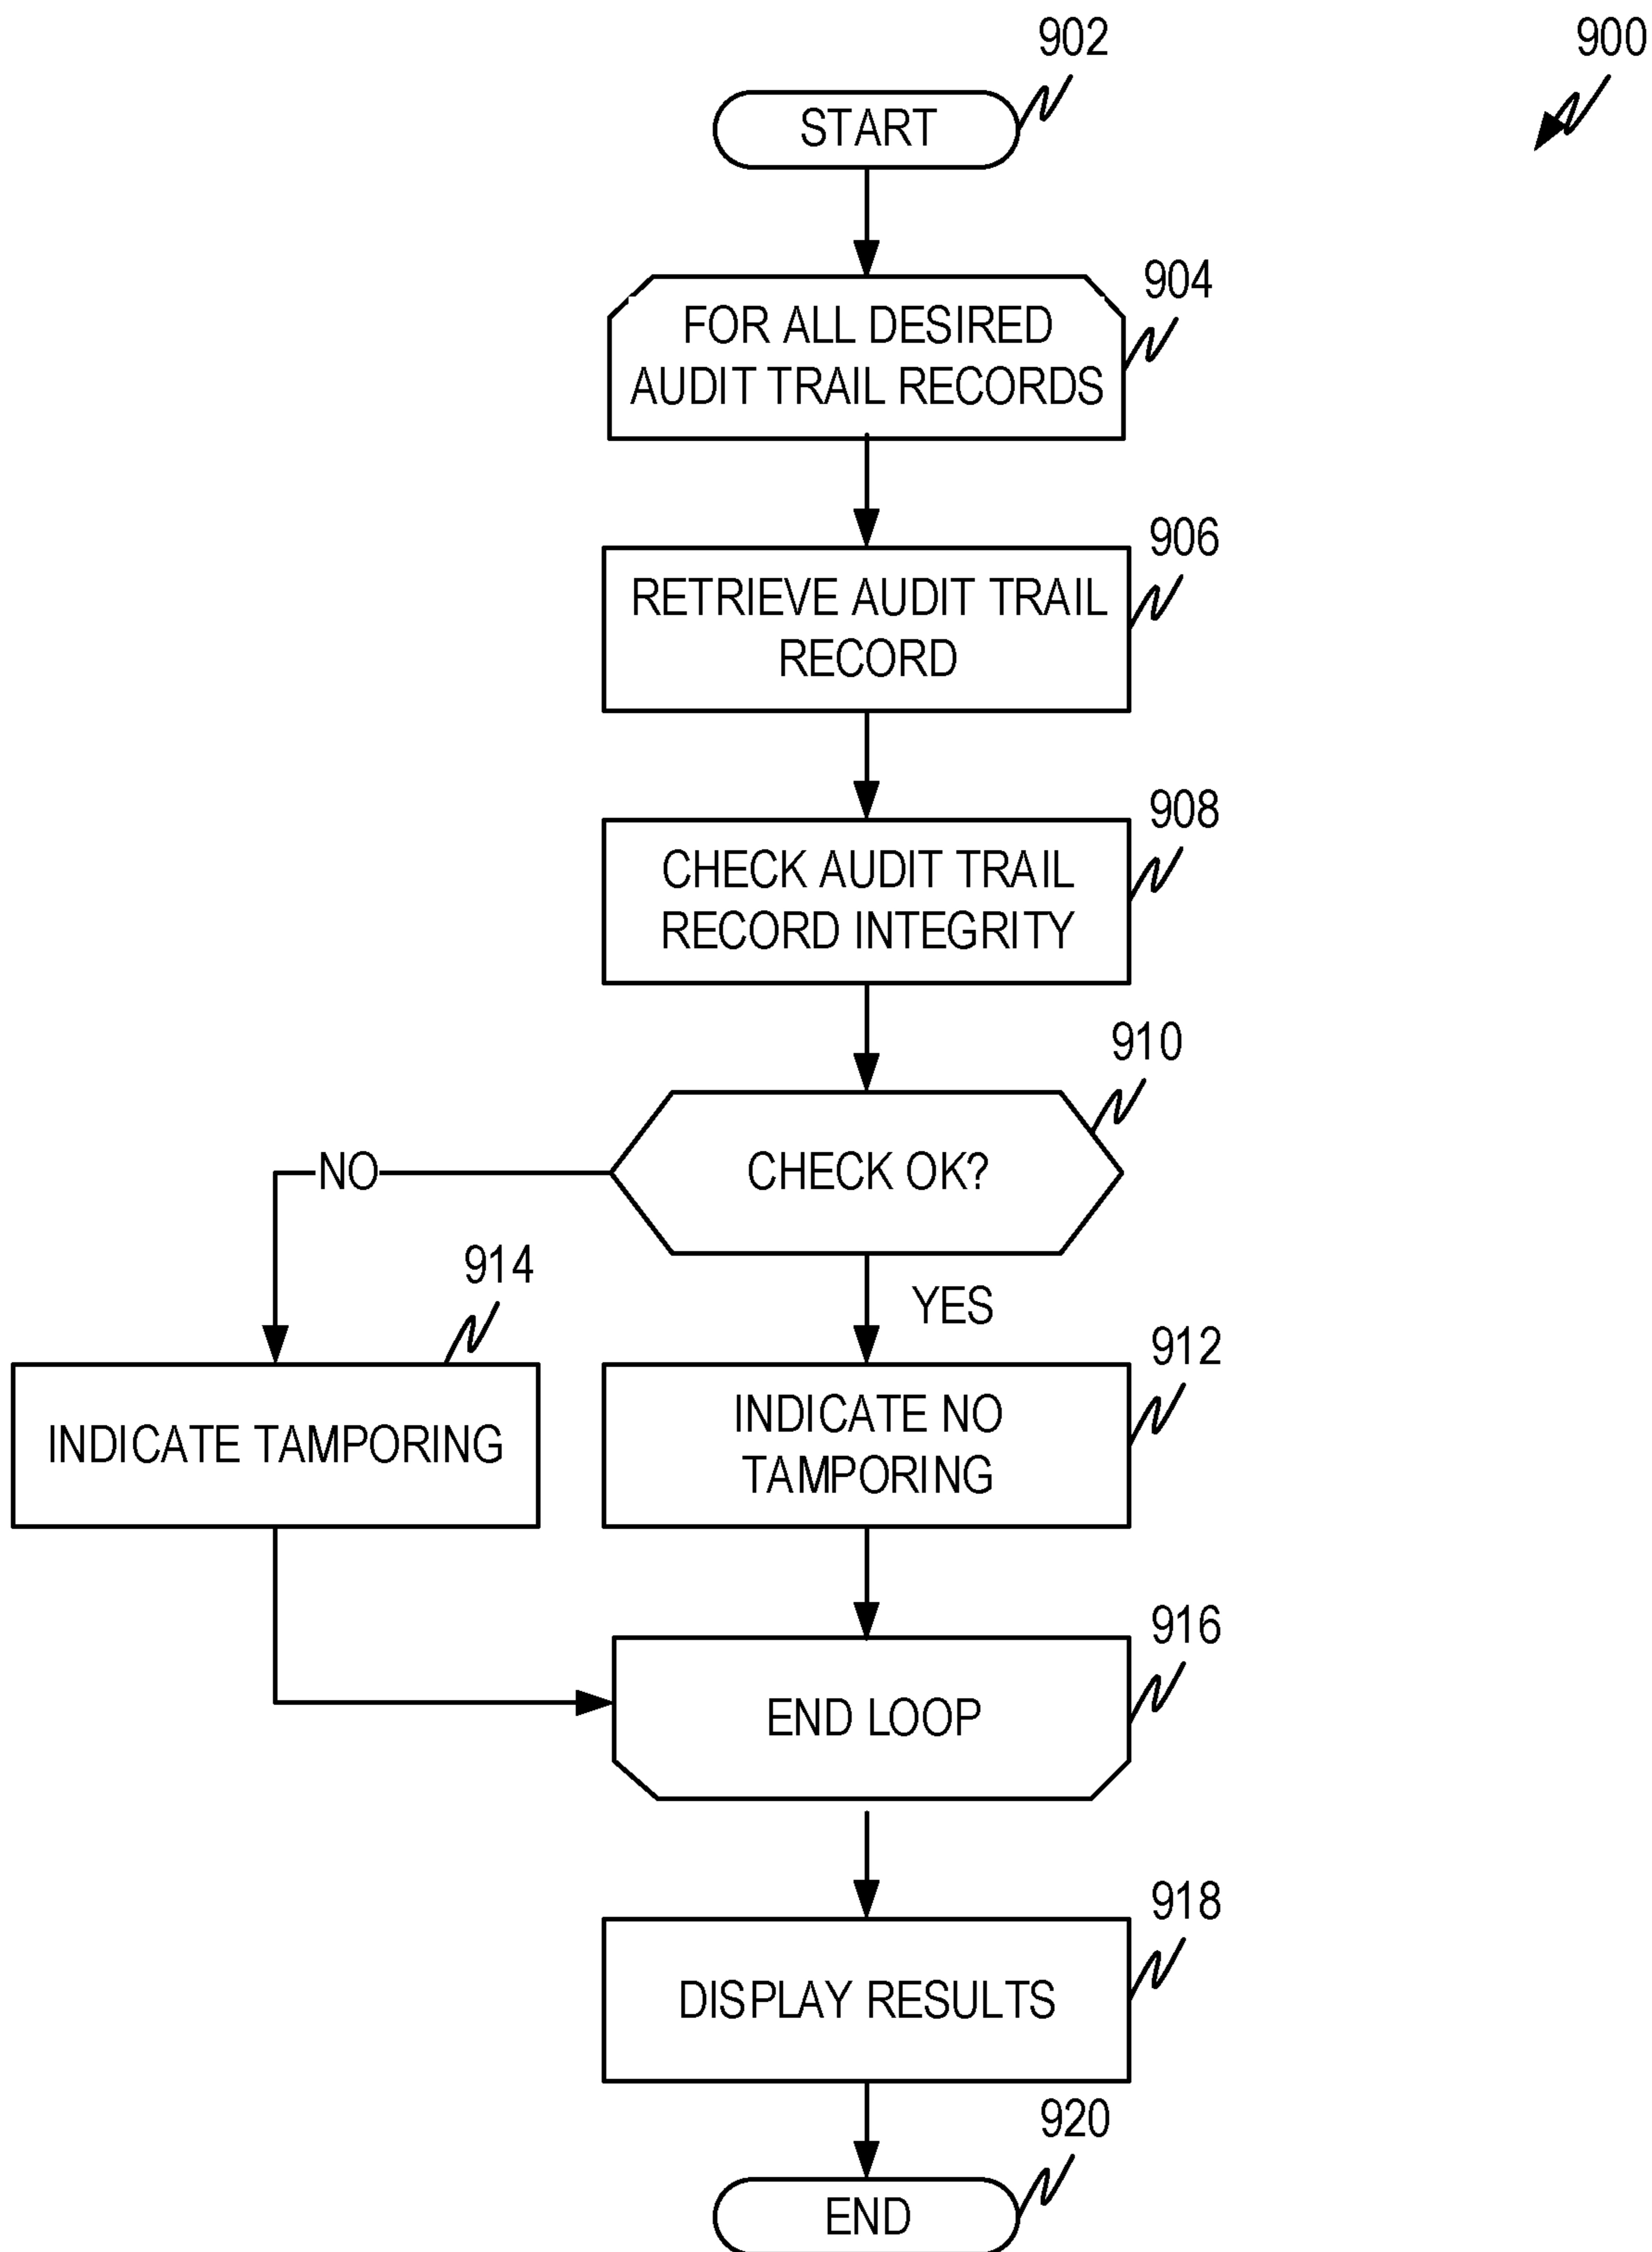 902
900
START
904
FOR ALL DESIRED
AUDIT TRAIL RECORDS
906
RETRIEVE AUDIT TRAIL
RECORD
908
CHECK AUDIT TRAIL
RECORD INTEGRITY
910
CHECK OK?
NO
YES
914
INDICATE TAMPORING
912
INDICATE NO
TAMPORING
916
END LOOP
918
DISPLAY RESULTS
920
END